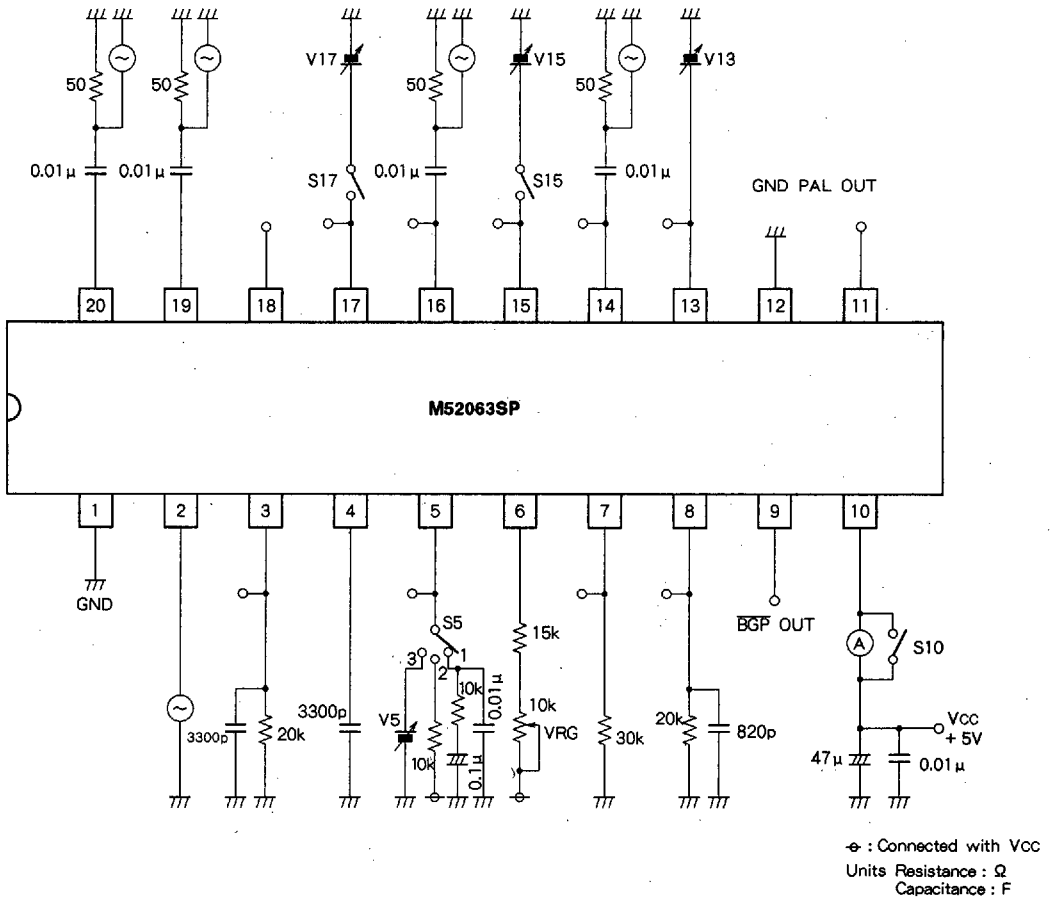 V17 V15 V13
50 50 50 50
0.01μ 0.01μ S17 0.01μ S15 0.01μ
GND PAL OUT
20 19 18 17 16 15 14 13 12 11
M52063SP
1 2 3 4 5 6 7 8 9 10
GND
BGP OUT
S5
3 2 1
15k
A S10
10k 0.01μ 10k
3300p 20k 3300p V5 VRG 30k 20k 820p
VCC
+5V
10k 0.1μ
47μ 0.01μ
: Connected with VCC
Units Resistance : Ω
Capacitance : F